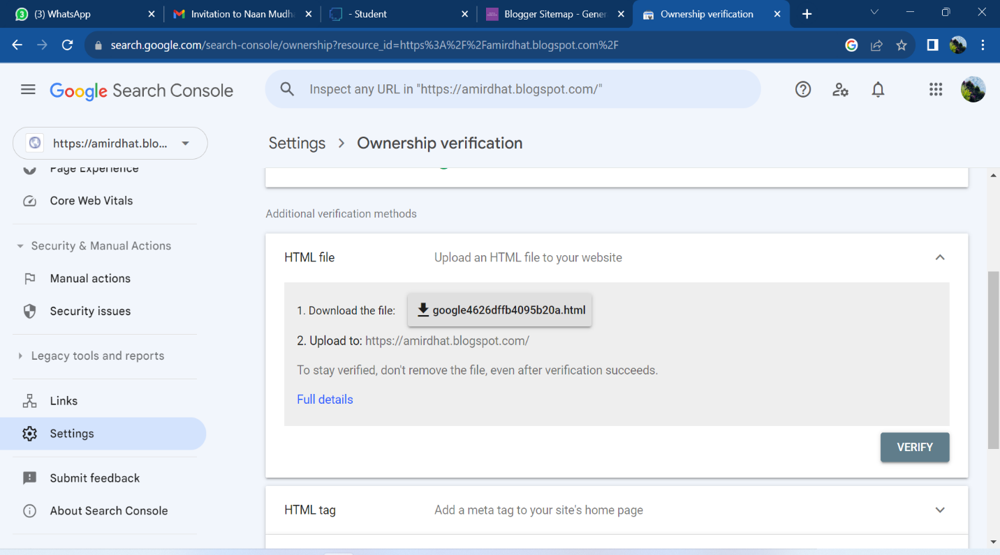 (3) WhatsApp
Invitation to Naan Mudha
- Student
Blogger Sitemap - Gener
Ownership verification
search.google.com/search-console/ownership?resource_id=https%3A%2F%2Famirdhat.blogspot.com%2F
Google Search Console
Inspect any URL in "https://amirdhat.blogspot.com/"
https://amirdhat.blo...
Settings > Ownership verification
Page Experience
Core Web Vitals
Security & Manual Actions
Manual actions
Security issues
Legacy tools and reports
Links
Settings
Submit feedback
About Search Console
Additional verification methods
HTML file Upload an HTML file to your website
1. Download the file: google4626dffb4095b20a.html
2. Upload to: https://amirdhat.blogspot.com/
To stay verified, don't remove the file, even after verification succeeds.
Full details
VERIFY
HTML tag Add a meta tag to your site's home page